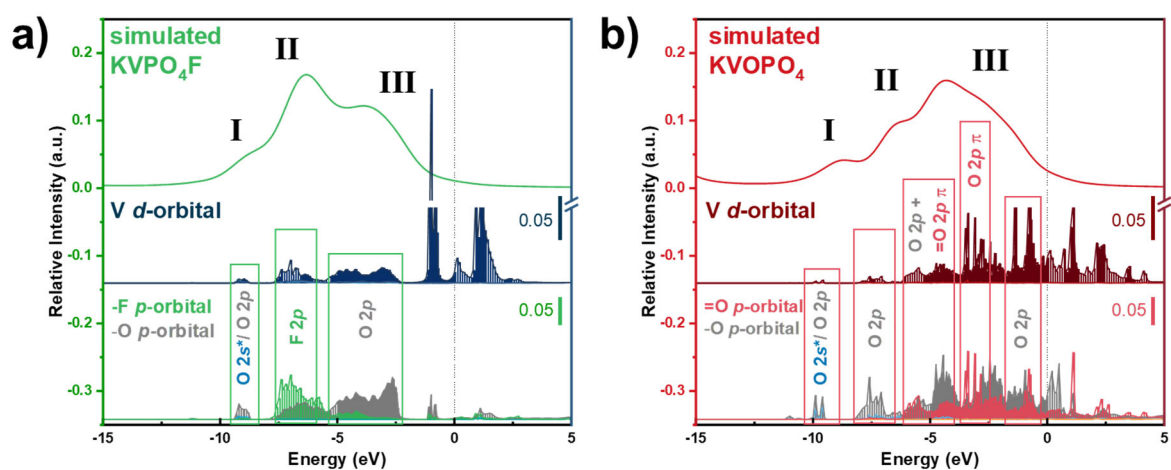 a)
simulated
KVPO₄F
I
II
III
V d-orbital
0.05
-F p-orbital
-O p-orbital
0.05
O 2s*/ O 2p
F 2p
O 2p
Relative Intensity (a.u.)
0.2
0.1
0.0
-0.1
-0.2
-0.3
-15
-10
-5
0
5
Energy (eV)
b)
simulated
KVOPO₄
I
II
III
V d-orbital
0.05
=O p-orbital
-O p-orbital
0.05
O 2s*/ O 2p
O 2p
O 2p +
=O 2p π
O 2p π
O 2p
Relative Intensity (a.u.)
0.2
0.1
0.0
-0.1
-0.2
-0.3
-15
-10
-5
0
5
Energy (eV)